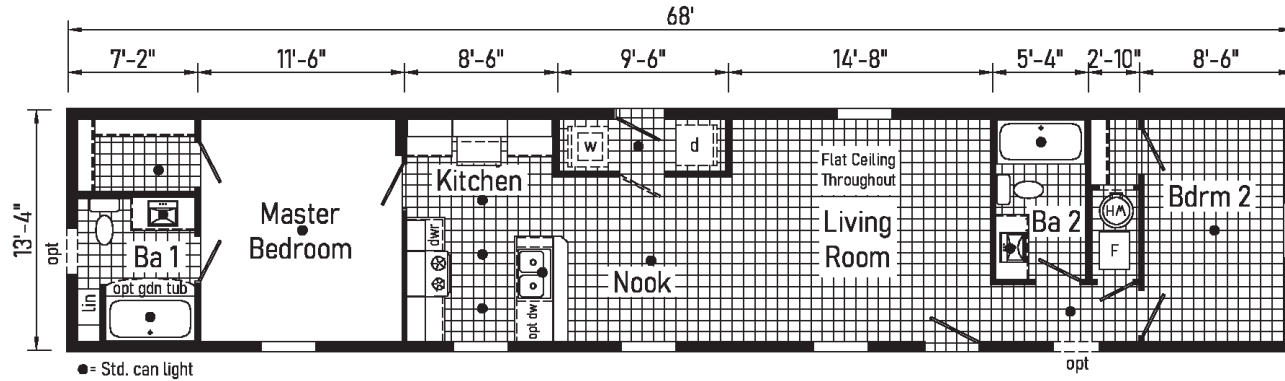 68'
7'-2" 11'-6" 8'-6" 9'-6" 14'-8" 5'-4" 2'-10" 8'-6"
13'-4"
w
d
Kitchen
Flat Ceiling
Throughout
Master
Bedroom
Living
Room
Ba 1
Ba 2
Bdrm 2
WH
F
dwr
Nook
opt
opt gdn tub
lin
opt dw
opt
●= Std. can light